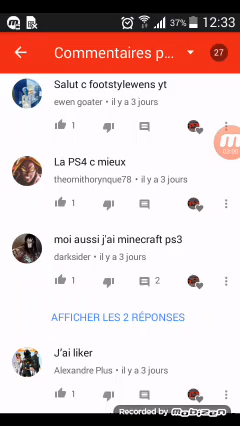 37% 12:33
Commentaires p... 27
Salut c footstylewens yt
ewen goater • il y a 3 jours
1
La PS4 c mieux
theornithorynque78 • il y a 3 jours
1
moi aussi j'ai minecraft ps3
darksider • il y a 3 jours
1 2
AFFICHER LES 2 RÉPONSES
J'ai liker
Alexandre Plus • il y a 3 jours
1
Recorded by mobizen